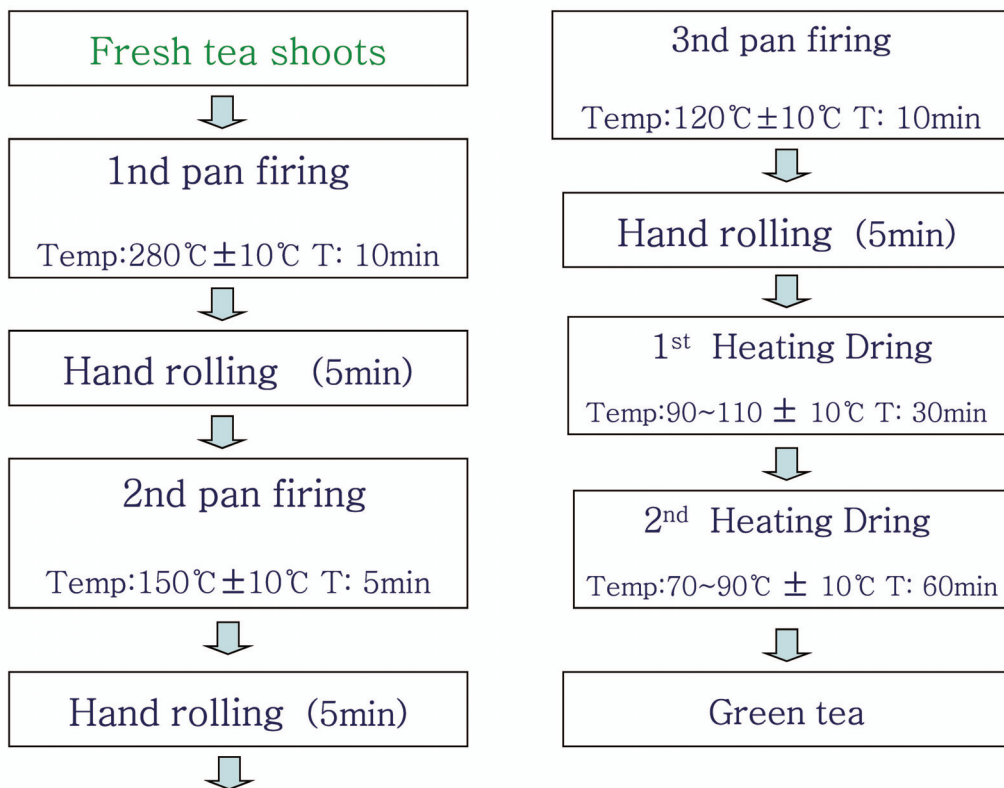 Fresh tea shoots
1nd pan firing
Temp:280℃±10℃ T: 10min
Hand rolling (5min)
2nd pan firing
Temp:150℃±10℃ T: 5min
Hand rolling (5min)
3nd pan firing
Temp:120℃±10℃ T: 10min
Hand rolling (5min)
1st Heating Dring
Temp:90~110 ± 10℃ T: 30min
2nd Heating Dring
Temp:70~90℃ ± 10℃ T: 60min
Green tea